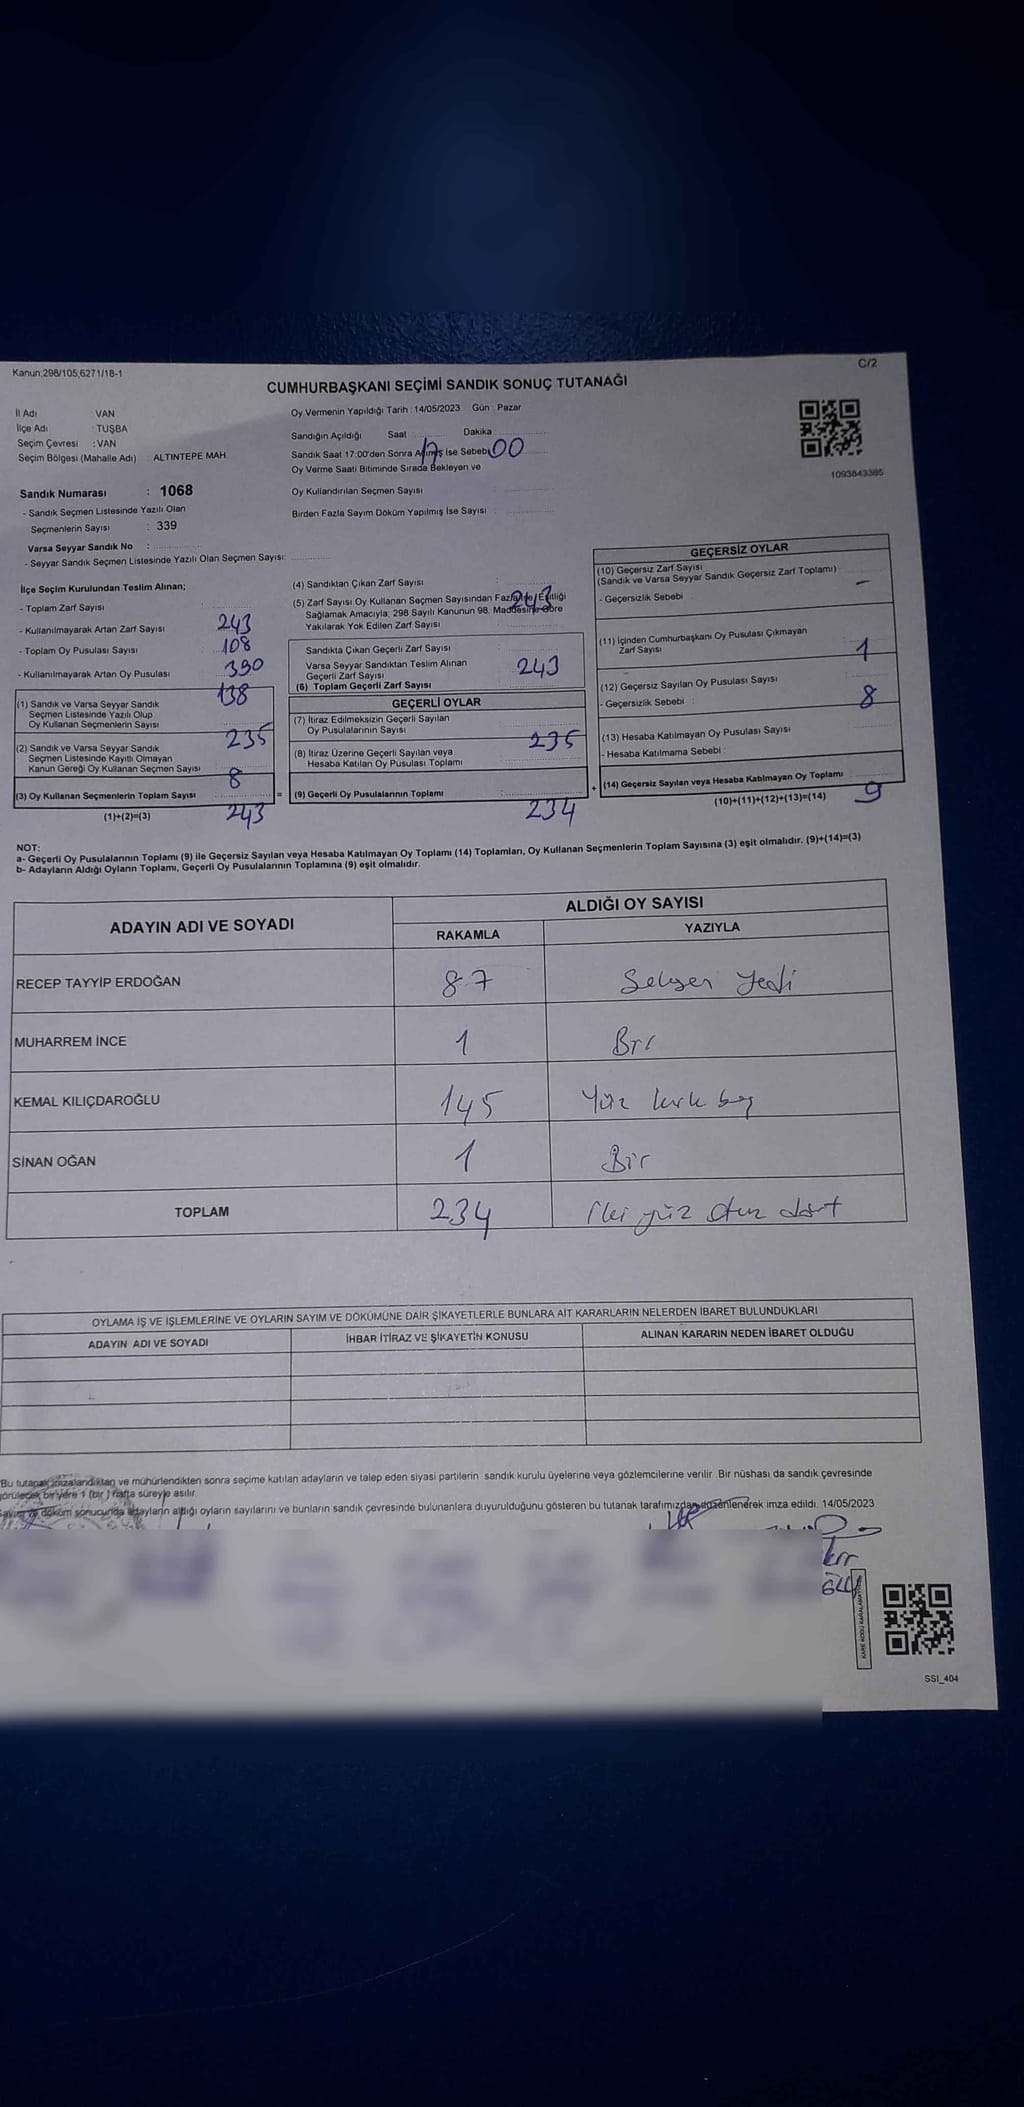 Kanun;298/105,6271/18-1
C/2
CUMHURBAŞKANI SEÇİMİ SANDIK SONUÇ TUTANAĞI
İl Adı : VAN
İlçe Adı : TUŞBA
Seçim Çevresi : VAN
Seçim Bölgesi (Mahalle Adı) : ALTINTEPE MAH.
Sandık Numarası : 1068
- Sandık Seçmen Listesinde Yazılı Olan
Seçmenlerin Sayısı : 339
Varsa Seyyar Sandık No :
- Seyyar Sandık Seçmen Listesinde Yazılı Olan Seçmen Sayısı:
Oy Vermenin Yapıldığı Tarih : 14/05/2023 Gün : Pazar
Sandığın Açıldığı Saat Dakika
17 00
Sandık Saat 17:00'den Sonra Açılmış İse Sebebi
Oy Verme Saati Bitiminde Sırada Bekleyen ve
Oy Kullandırılan Seçmen Sayısı :
Birden Fazla Sayım Döküm Yapılmış İse Sayısı :
1093843385
İlçe Seçim Kurulundan Teslim Alınan;
- Toplam Zarf Sayısı :
- Kullanılmayarak Artan Zarf Sayısı : 243
- Toplam Oy Pusulası Sayısı : 108
- Kullanılmayarak Artan Oy Pusulası : 390
138
(1) Sandık ve Varsa Seyyar Sandık
Seçmen Listesinde Yazılı Olup
Oy Kullanan Seçmenlerin Sayısı
235
(2) Sandık ve Varsa Seyyar Sandık
Seçmen Listesinde Kayıtlı Olmayan
Kanun Gereği Oy Kullanan Seçmen Sayısı
8
(3) Oy Kullanan Seçmenlerin Toplam Sayısı
(1)+(2)=(3) 243
(4) Sandıktan Çıkan Zarf Sayısı :
243
(5) Zarf Sayısı Oy Kullanan Seçmen Sayısından Fazla İse, Eşitliği
Sağlamak Amacıyla; 298 Sayılı Kanunun 98. Maddesine Göre
Yakılarak Yok Edilen Zarf Sayısı
Sandıkta Çıkan Geçerli Zarf Sayısı :
Varsa Seyyar Sandıktan Teslim Alınan
Geçerli Zarf Sayısı 243
(6) Toplam Geçerli Zarf Sayısı
GEÇERLİ OYLAR
(7) İtiraz Edilmeksizin Geçerli Sayılan
Oy Pusulalarının Sayısı
235
(8) İtiraz Üzerine Geçerli Sayılan veya
Hesaba Katılan Oy Pusulası Toplamı
= (9) Geçerli Oy Pusulalarının Toplamı
234
GEÇERSİZ OYLAR
(10) Geçersiz Zarf Sayısı
(Sandık ve Varsa Seyyar Sandık Geçersiz Zarf Toplamı)
-
- Geçersizlik Sebebi :
(11) İçinden Cumhurbaşkanı Oy Pusulası Çıkmayan
Zarf Sayısı
1
(12) Geçersiz Sayılan Oy Pusulası Sayısı
- Geçersizlik Sebebi : 8
(13) Hesaba Katılmayan Oy Pusulası Sayısı
- Hesaba Katılmama Sebebi :
+ (14) Geçersiz Sayılan veya Hesaba Katılmayan Oy Toplamı
(10)+(11)+(12)+(13)=(14) 9
NOT:
a- Geçerli Oy Pusulalarının Toplamı (9) ile Geçersiz Sayılan veya Hesaba Katılmayan Oy Toplamı (14) Toplamları, Oy Kullanan Seçmenlerin Toplam Sayısına (3) eşit olmalıdır. (9)+(14)=(3)
b- Adayların Aldığı Oyların Toplamı, Geçerli Oy Pusulalarının Toplamına (9) eşit olmalıdır.
ADAYIN ADI VE SOYADI
ALDIĞI OY SAYISI
RAKAMLA YAZIYLA
RECEP TAYYİP ERDOĞAN 87 Seksen Yedi
MUHARREM İNCE 1 Bir
KEMAL KILIÇDAROĞLU 145 Yüz kırk beş
SİNAN OĞAN 1 Bir
TOPLAM 234 İki yüz otuz dört
OYLAMA İŞ VE İŞLEMLERİNE VE OYLARIN SAYIM VE DÖKÜMÜNE DAİR ŞİKAYETLERLE BUNLARA AİT KARARLARIN NELERDEN İBARET BULUNDUKLARI
ADAYIN ADI VE SOYADI İHBAR İTİRAZ VE ŞİKAYETİN KONUSU ALINAN KARARIN NEDEN İBARET OLDUĞU
Bu tutanak imzalandıktan ve mühürlendikten sonra seçime katılan adayların ve talep eden siyasi partilerin sandık kurulu üyelerine veya gözlemcilerine verilir. Bir nüshası da sandık çevresinde
görülecek bir yere 1 (bir) hafta süreyle asılır.
Sayım ve döküm sonucunda adayların aldığı oyların sayılarını ve bunların sandık çevresinde bulunanlara duyurulduğunu gösteren bu tutanak tarafımızdan düzenlenerek imza edildi. 14/05/2023
KARE KODU KARALAMAYINIZ
SSI_404